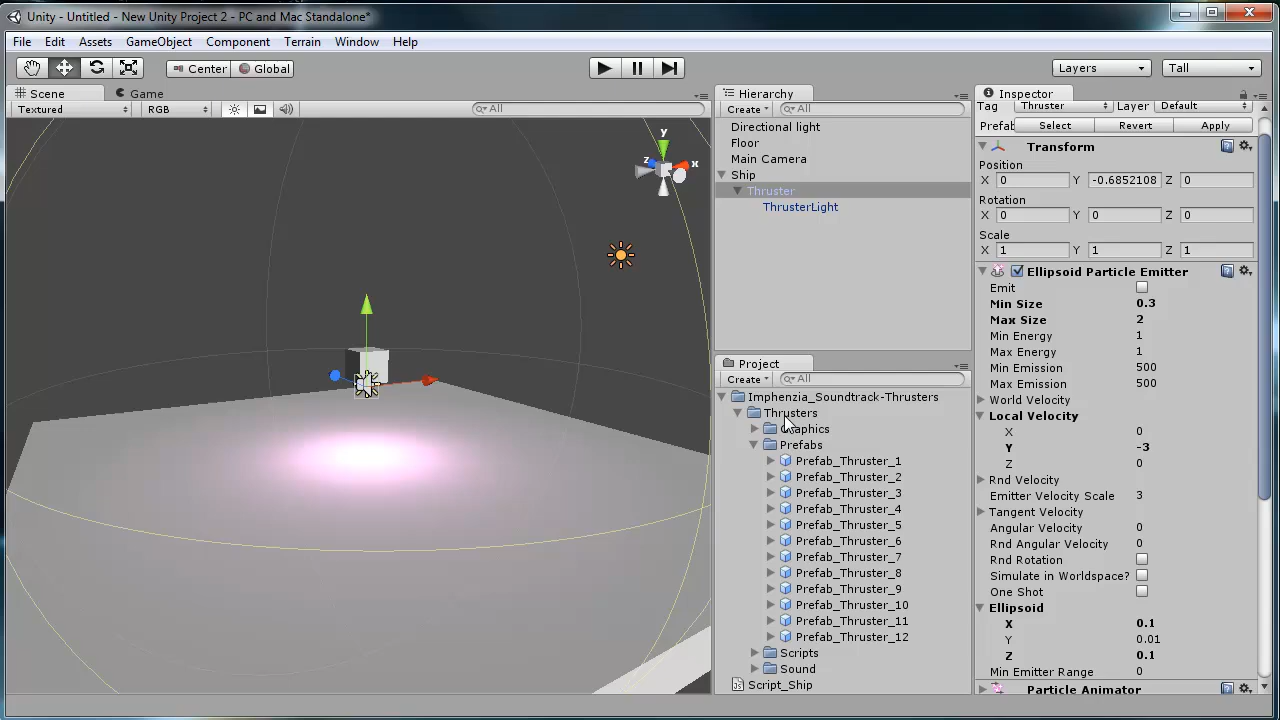 Unity - Untitled - New Unity Project 2 - PC and Mac Standalone*
File Edit Assets GameObject Component Terrain Window Help
Center Global Layers Tall
Scene Game
Textured RGB All
y
z x
Hierarchy
Create All
Directional light
Floor
Main Camera
Ship
Thruster
ThrusterLight
Project
Create All
Imphenzia_Soundtrack-Thrusters
Thrusters
Graphics
Prefabs
Prefab_Thruster_1
Prefab_Thruster_2
Prefab_Thruster_3
Prefab_Thruster_4
Prefab_Thruster_5
Prefab_Thruster_6
Prefab_Thruster_7
Prefab_Thruster_8
Prefab_Thruster_9
Prefab_Thruster_10
Prefab_Thruster_11
Prefab_Thruster_12
Scripts
Sound
Script_Ship
Inspector
Tag Thruster Layer Default
Prefab Select Revert Apply
Transform
Position
X 0 Y -0.6852108 Z 0
Rotation
X 0 Y 0 Z 0
Scale
X 1 Y 1 Z 1
Ellipsoid Particle Emitter
Emit
Min Size 0.3
Max Size 2
Min Energy 1
Max Energy 1
Min Emission 500
Max Emission 500
World Velocity
Local Velocity
X 0
Y -3
Z 0
Rnd Velocity
Emitter Velocity Scale 3
Tangent Velocity
Angular Velocity 0
Rnd Angular Velocity 0
Rnd Rotation
Simulate in Worldspace?
One Shot
Ellipsoid
X 0.1
Y 0.01
Z 0.1
Min Emitter Range 0
Particle Animator